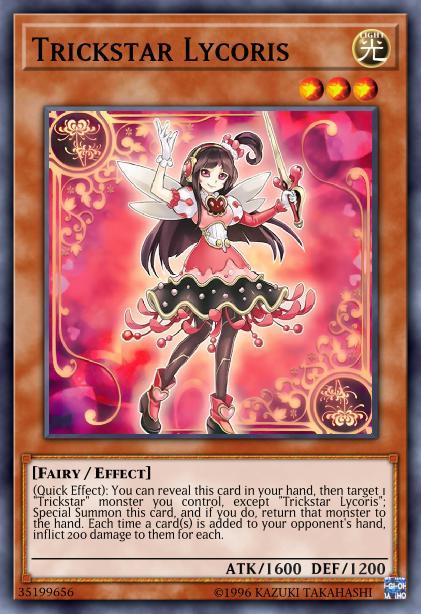 TRICKSTAR LYCORIS
LIGHT
光
[FAIRY / EFFECT]
(Quick Effect): You can reveal this card in your hand, then target 1
"Trickstar" monster you control, except "Trickstar Lycoris";
Special Summon this card, and if you do, return that monster to
the hand. Each time a card(s) is added to your opponent's hand,
inflict 200 damage to them for each.
ATK/1600 DEF/1200
35199656
©1996 KAZUKI TAKAHASHI